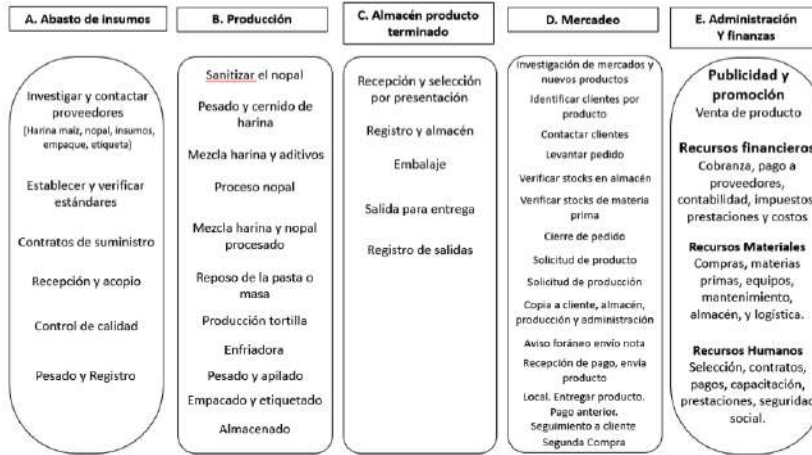 A. Abasto de insumos
Investigar y contactar
proveedores
(Harina maíz, nopal, insumos,
empaque, etiqueta)
Establecer y verificar
estándares
Contratos de suministro
Recepción y acopio
Control de calidad
Pesado y Registro
B. Producción
Sanitizar el nopal
Pesado y cernido de
harina
Mezcla harina y aditivos
Proceso nopal
Mezcla harina y nopal
procesado
Reposo de la pasta o
masa
Producción tortilla
Enfriadora
Pesado y apilado
Empacado y etiquetado
Almacenado
C. Almacén producto
terminado
Recepción y selección
por presentación
Registro y almacén
Embalaje
Salida para entrega
Registro de salidas
D. Mercadeo
Investigación de mercados y
nuevos productos
Identificar clientes por
producto
Contactar clientes
Levantar pedido
Verificar stocks en almacén
Verificar stocks de materia
prima
Cierre de pedido
Solicitud de producto
Solicitud de producción
Copia a cliente, almacén,
producción y administración
Aviso foráneo envío nota
Recepción de pago, envía
producto
Local. Entregar producto.
Pago anterior.
Seguimiento a cliente
Segunda Compra
E. Administración
Y finanzas
Publicidad y
promoción
Venta de producto
Recursos financieros
Cobranza, pago a
proveedores,
contabilidad, impuestos
prestaciones y costos
Recursos Materiales
Compras, materias
primas, equipos,
mantenimiento,
almacén, y logística.
Recursos Humanos
Selección, contratos,
pagos, capacitación,
prestaciones, seguridad
social.